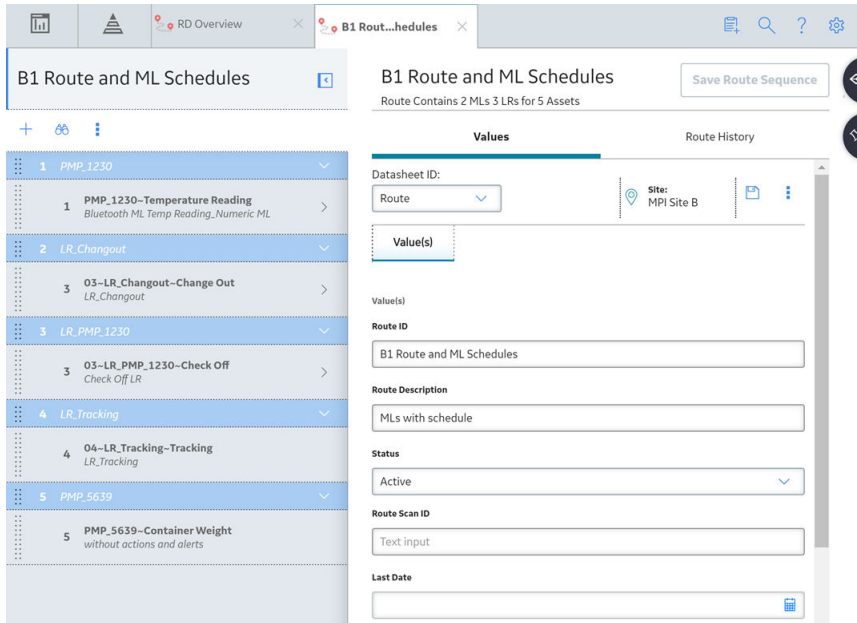 RD Overview
B1 Rout...hedules
B1 Route and ML Schedules
1 PMP_1230
1 PMP_1230~Temperature Reading
Bluetooth ML Temp Reading_Numeric ML
2 LR_Changout
3 03~LR_Changout~Change Out
LR_Changout
3 LR_PMP_1230
3 03~LR_PMP_1230~Check Off
Check Off LR
4 LR_Tracking
4 04~LR_Tracking~Tracking
LR_Tracking
5 PMP_5639
5 PMP_5639~Container Weight
without actions and alerts
B1 Route and ML Schedules
Save Route Sequence
Route Contains 2 MLs 3 LRs for 5 Assets
Values
Route History
Datasheet ID:
Route
Site:
MPI Site B
Value(s)
Value(s)
Route ID
B1 Route and ML Schedules
Route Description
MLs with schedule
Status
Active
Route Scan ID
Text input
Last Date